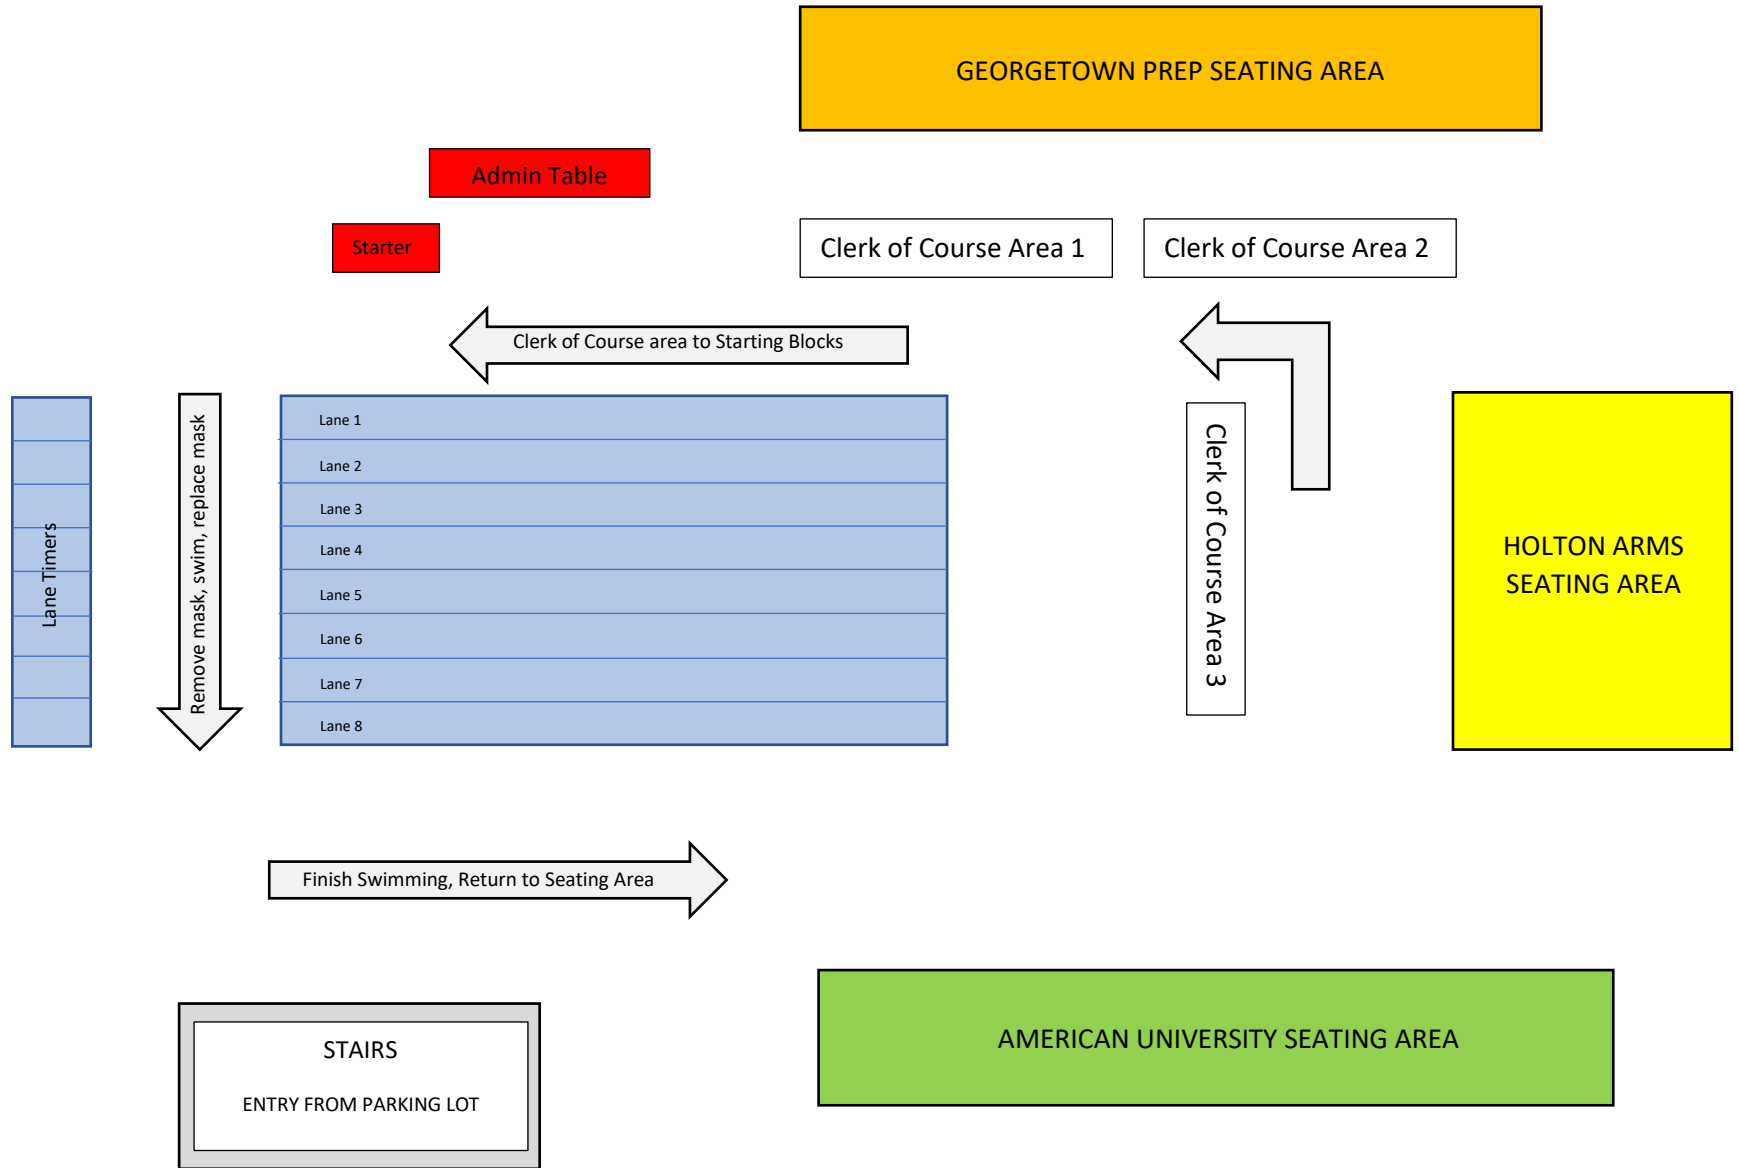 GEORGETOWN PREP SEATING AREA
Admin Table
Starter
Clerk of Course Area 1
Clerk of Course Area 2
Clerk of Course area to Starting Blocks
Lane Timers
Remove mask, swim, replace mask
Lane 1
Lane 2
Lane 3
Lane 4
Lane 5
Lane 6
Lane 7
Lane 8
Clerk of Course Area 3
HOLTON ARMS
SEATING AREA
Finish Swimming, Return to Seating Area
STAIRS
ENTRY FROM PARKING LOT
AMERICAN UNIVERSITY SEATING AREA